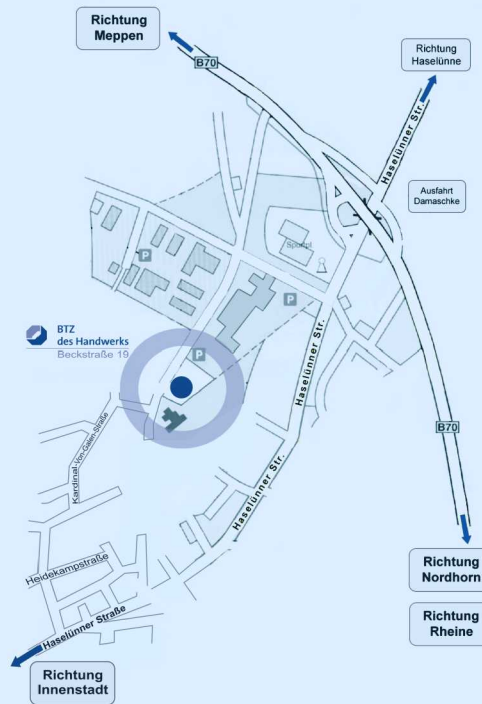 Richtung
Meppen
B70
Richtung
Haselünne
Haselünner Str.
Ausfahrt
Damaschke
Sportpl.
P
P
P
BTZ
des Handwerks
Beckstraße 19
Haselünner Str.
B70
Kardinal-Von-Galen-Straße
Haselünner Str.
Heidekampstraße
Haselünner Straße
Richtung
Nordhorn
Richtung
Rheine
Richtung
Innenstadt